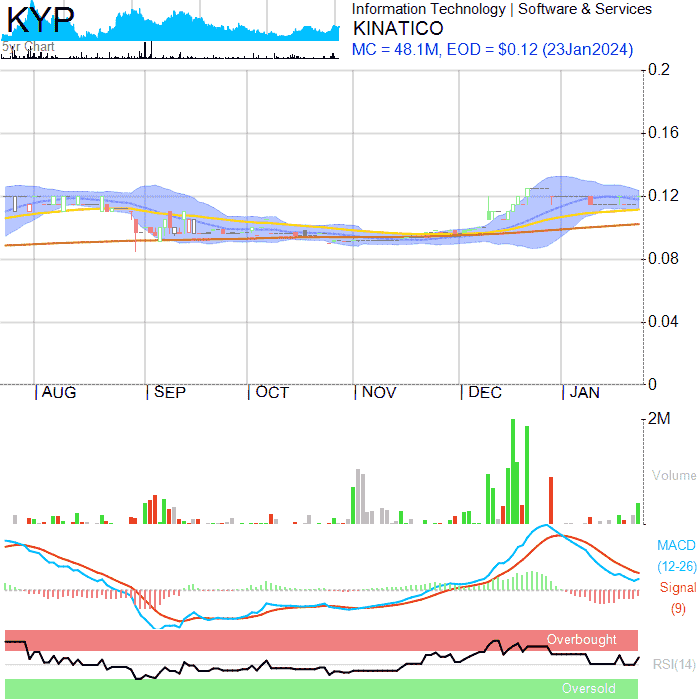 KYP
5yr Chart
Information Technology | Software & Services
KINATICO
MC = 48.1M, EOD = $0.12 (23Jan2024)
0.2
0.16
0.12
0.08
0.04
0
AUG SEP OCT NOV DEC JAN
2M
Volume
MACD
(12-26)
Signal
(9)
Overbought
RSI(14)
Oversold